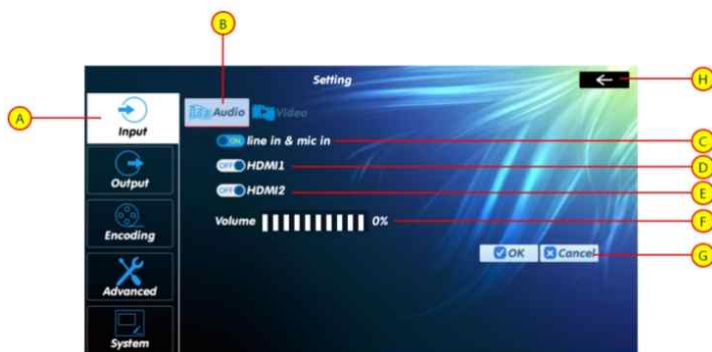 B
Setting
H
A
Audio
Video
Input
ON
line in & mic in
C
OFF
HDMI1
D
Output
OFF
HDMI2
E
Volume
0%
F
Encoding
OK
Cancel
G
Advanced
System